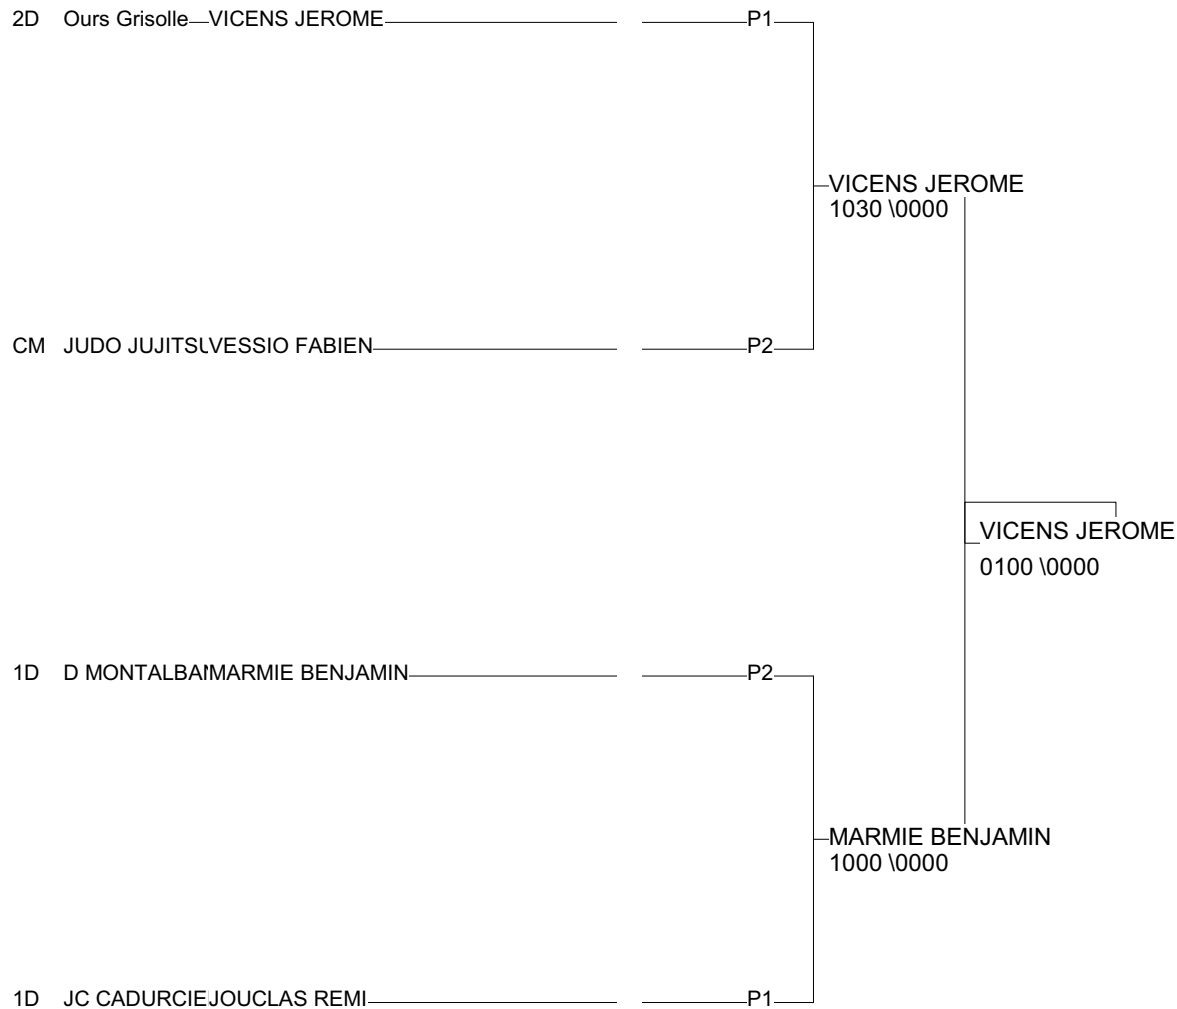 2D Ours Grisolle VICENS JEROME P1
VICENS JEROME
1030 \0000
CM JUDO JUJITSU VESSIO FABIEN P2
VICENS JEROME
0100 \0000
1D D MONTALBAN MARMIE BENJAMIN P2
MARMIE BENJAMIN
1000 \0000
1D JC CADURCIE JOUCLAS REMI P1